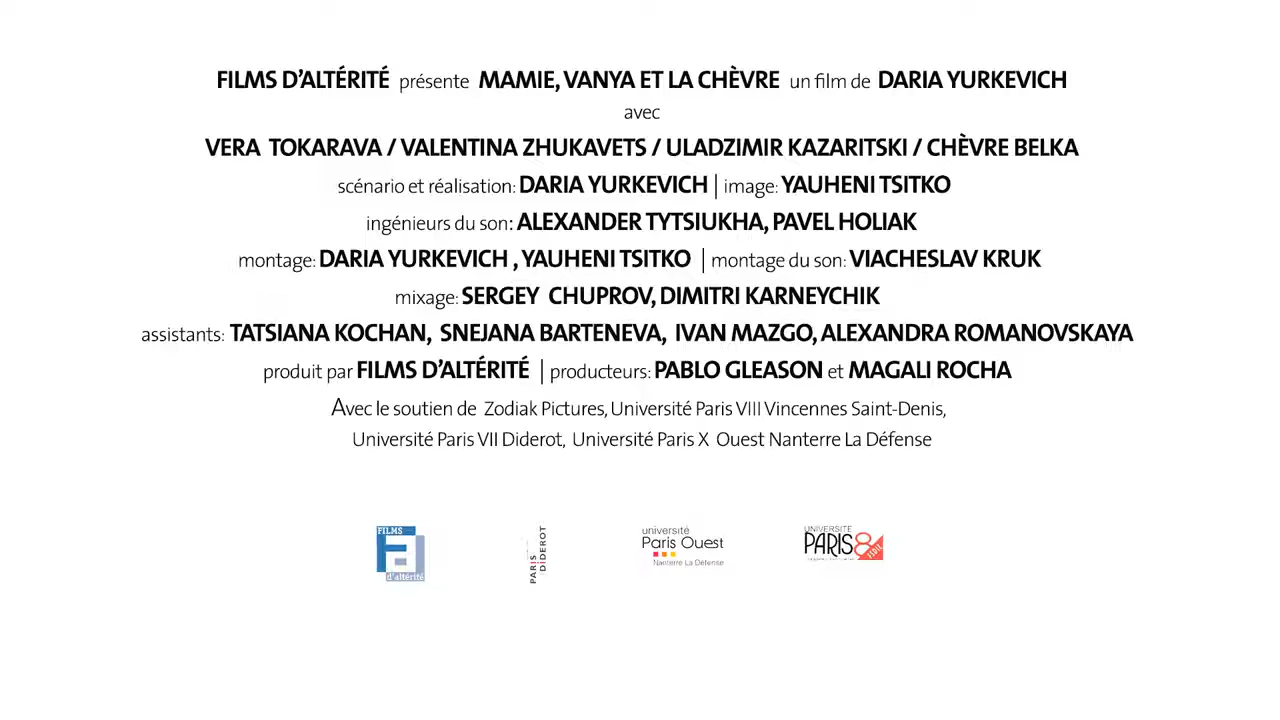 FILMS D'ALTÉRITÉ présente MAMIE, VANYA ET LA CHÈVRE un film de DARIA YURKEVICH
avec
VERA TOKARAVA / VALENTINA ZHUKAVETS / ULADZIMIR KAZARITSKI / CHÈVRE BELKA
scénario et réalisation: DARIA YURKEVICH | image: YAUHENI TSITKO
ingénieurs du son: ALEXANDER TYTSIUKHA, PAVEL HOLIAK
montage: DARIA YURKEVICH , YAUHENI TSITKO | montage du son: VIACHESLAV KRUK
mixage: SERGEY CHUPROV, DIMITRI KARNEYCHIK
assistants: TATSIANA KOCHAN, SNEJANA BARTENEVA, IVAN MAZGO, ALEXANDRA ROMANOVSKAYA
produit par FILMS D'ALTÉRITÉ | producteurs: PABLO GLEASON et MAGALI ROCHA
Avec le soutien de Zodiak Pictures, Université Paris VIII Vincennes Saint-Denis,
Université Paris VII Diderot, Université Paris X Ouest Nanterre La Défense
FILMS
a
d'altérité
PARIS
DIDEROT
université
Paris Ouest
Nanterre La Défense
UNIVERSITÉ
PARIS8